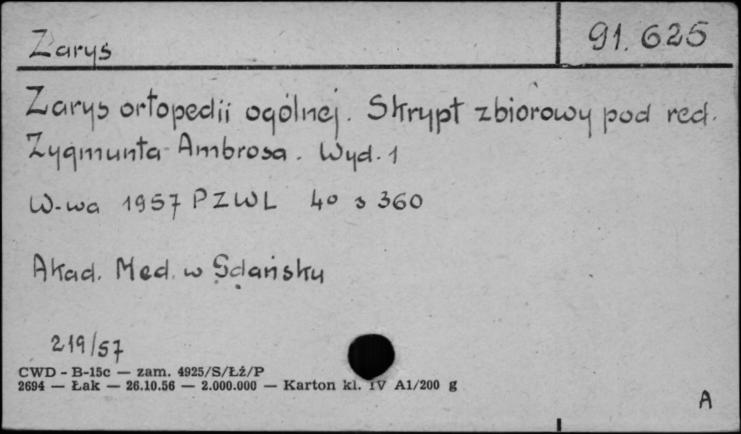 Zarys
91.625
Zarys ortopedii ogólnej. Skrypt zbiorowy pod red.
Zygmunta Ambrosa. Wyd. 1
W-wa 1957 PZWL 4° s 360
Akad. Med. w Gdańsku
219/57
CWD - B-15c — zam. 4925/S/Łź/P
2694 — Łak — 26.10.56 — 2.000.000 — Karton kl. IV A1/200 g
A